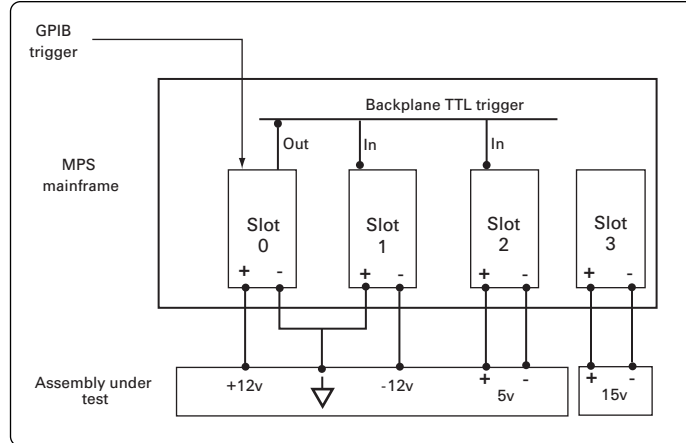 GPIB
trigger
Backplane TTL trigger
Out
In
In
MPS
mainframe
Slot
0
Slot
1
Slot
2
Slot
3
+ -
+ -
+ -
+ -
Assembly under
test
+12v
-12v
+ -
5v
+ -
15v